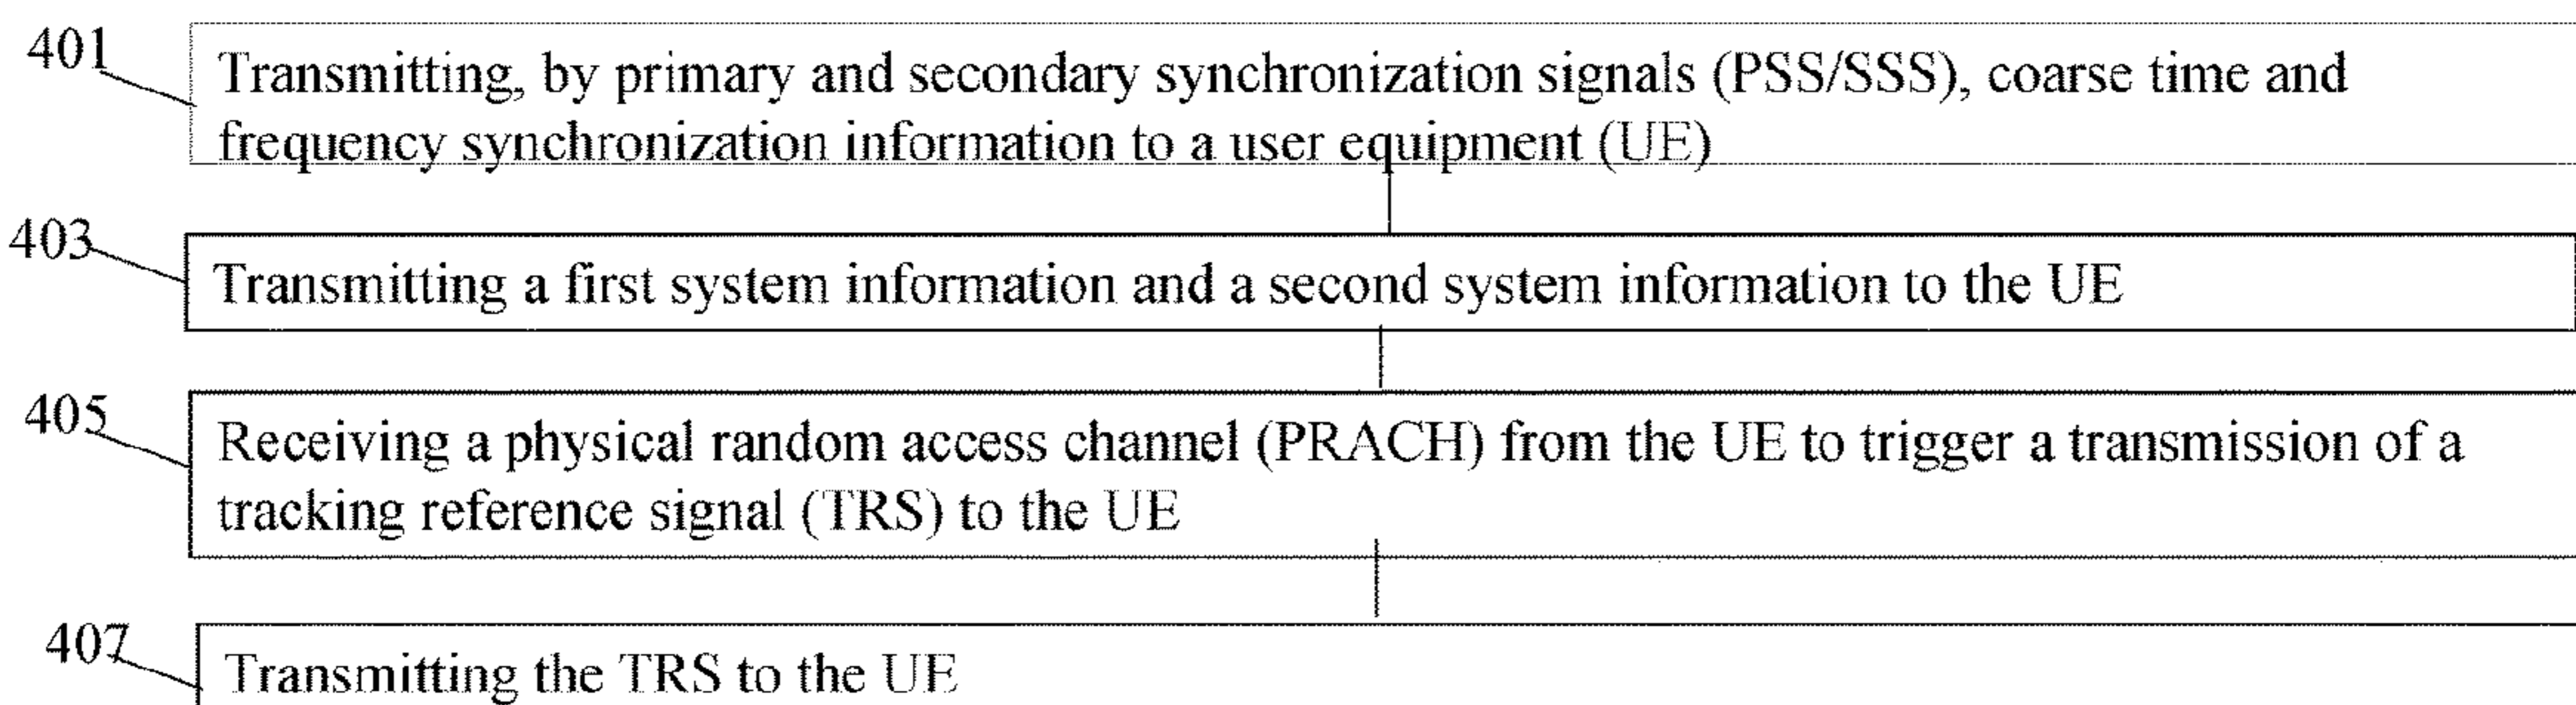 401
Transmitting, by primary and secondary synchronization signals (PSS/SSS), coarse time and
frequency synchronization information to a user equipment (UE)
403
Transmitting a first system information and a second system information to the UE
405
Receiving a physical random access channel (PRACH) from the UE to trigger a transmission of a
tracking reference signal (TRS) to the UE
407
Transmitting the TRS to the UE